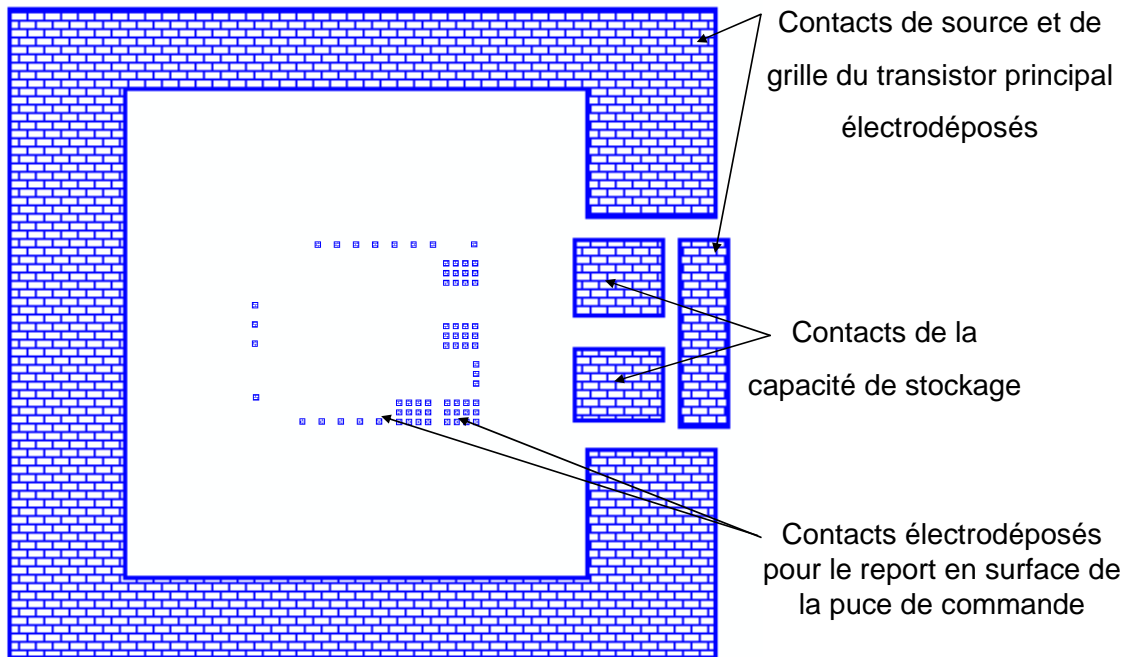 Contacts de source et de
grille du transistor principal
électrodéposés
Contacts de la
capacité de stockage
Contacts électrodéposés
pour le report en surface de
la puce de commande